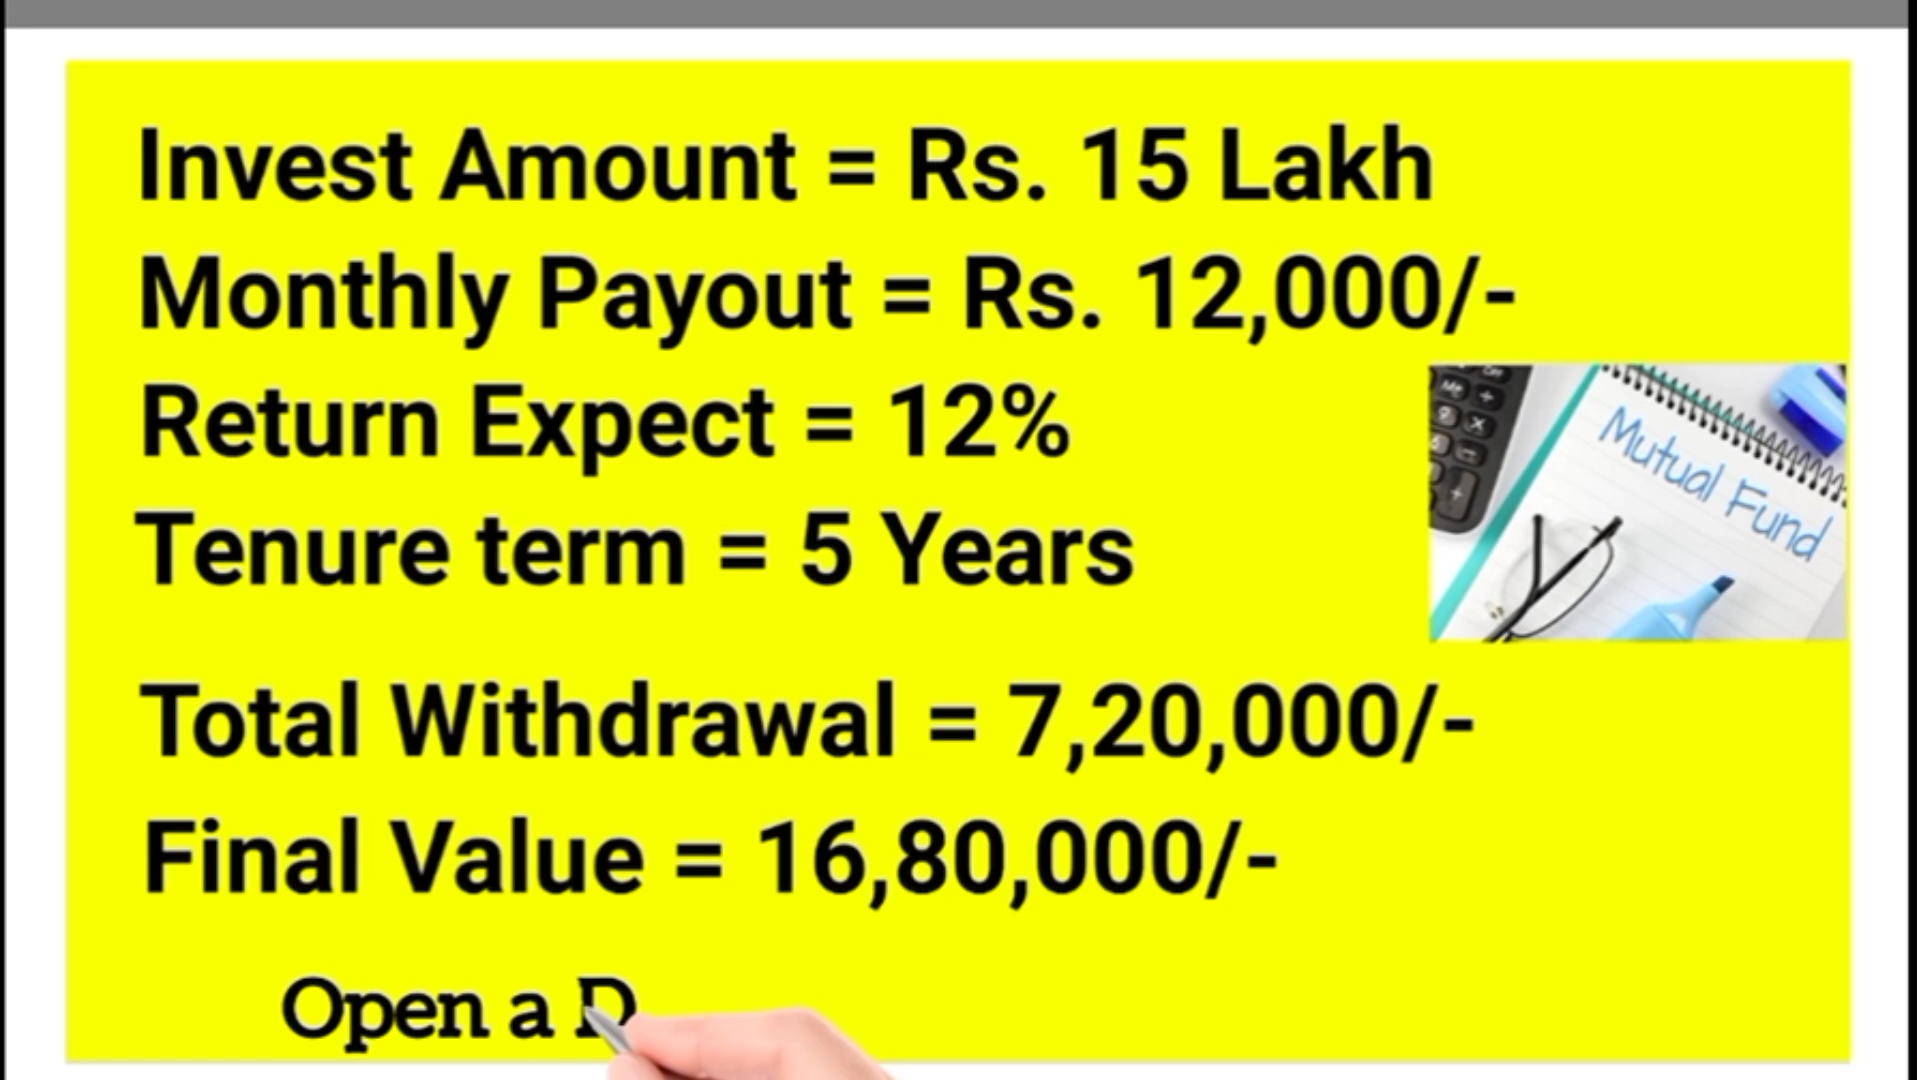 Invest Amount = Rs. 15 Lakh
Monthly Payout = Rs. 12,000/-
Return Expect = 12%
Tenure term = 5 Years
Mutual Fund
Total Withdrawal = 7,20,000/-
Final Value = 16,80,000/-
Open a D